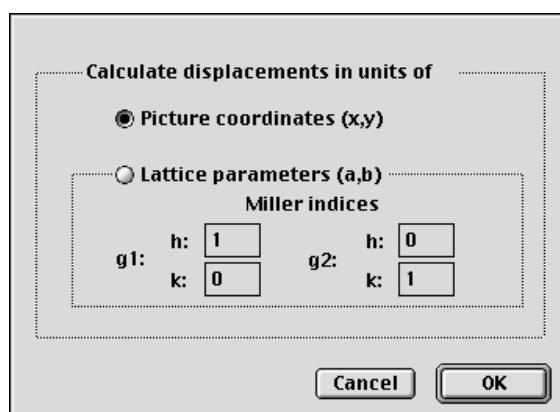 Calculate displacements in units of
Picture coordinates (x,y)
Lattice parameters (a,b)
Miller indices
g1:
h: 1
k: 0
g2:
h: 0
k: 1
Cancel
OK